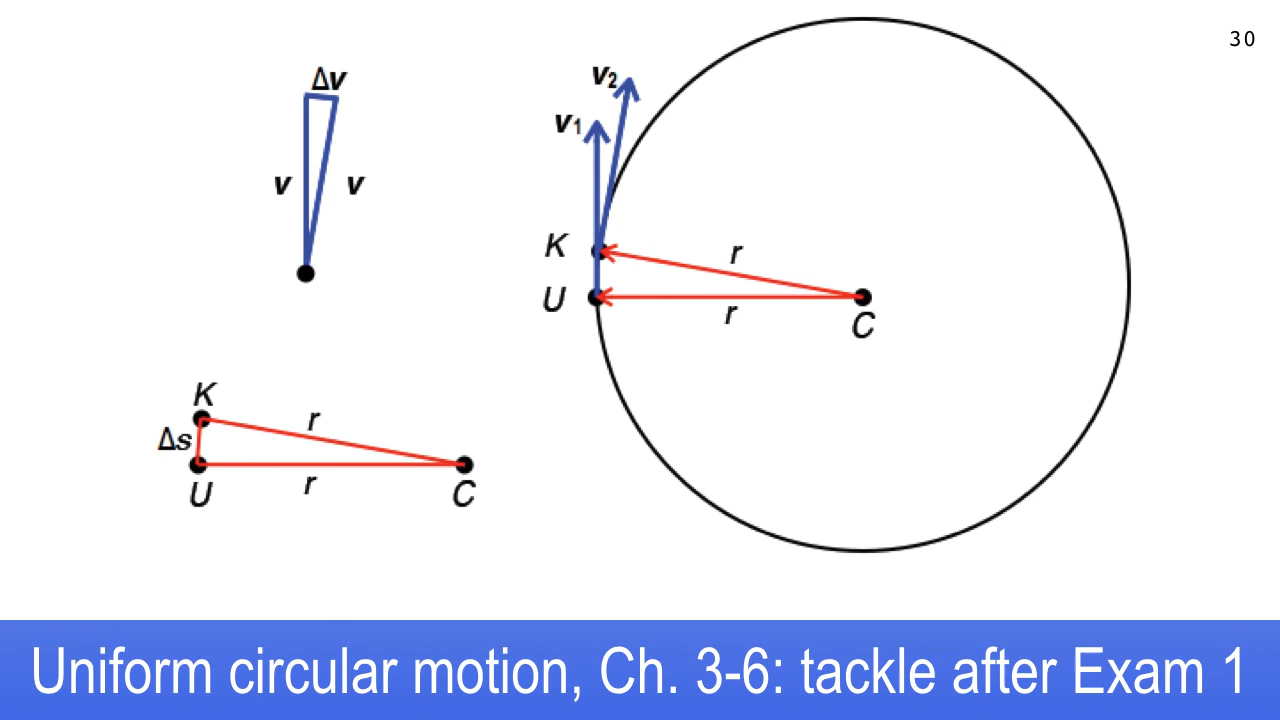 30
Δv
v v
v₂
v₁
K
U
r
r
C
K
Δs
r
U
r
C
Uniform circular motion, Ch. 3-6: tackle after Exam 1